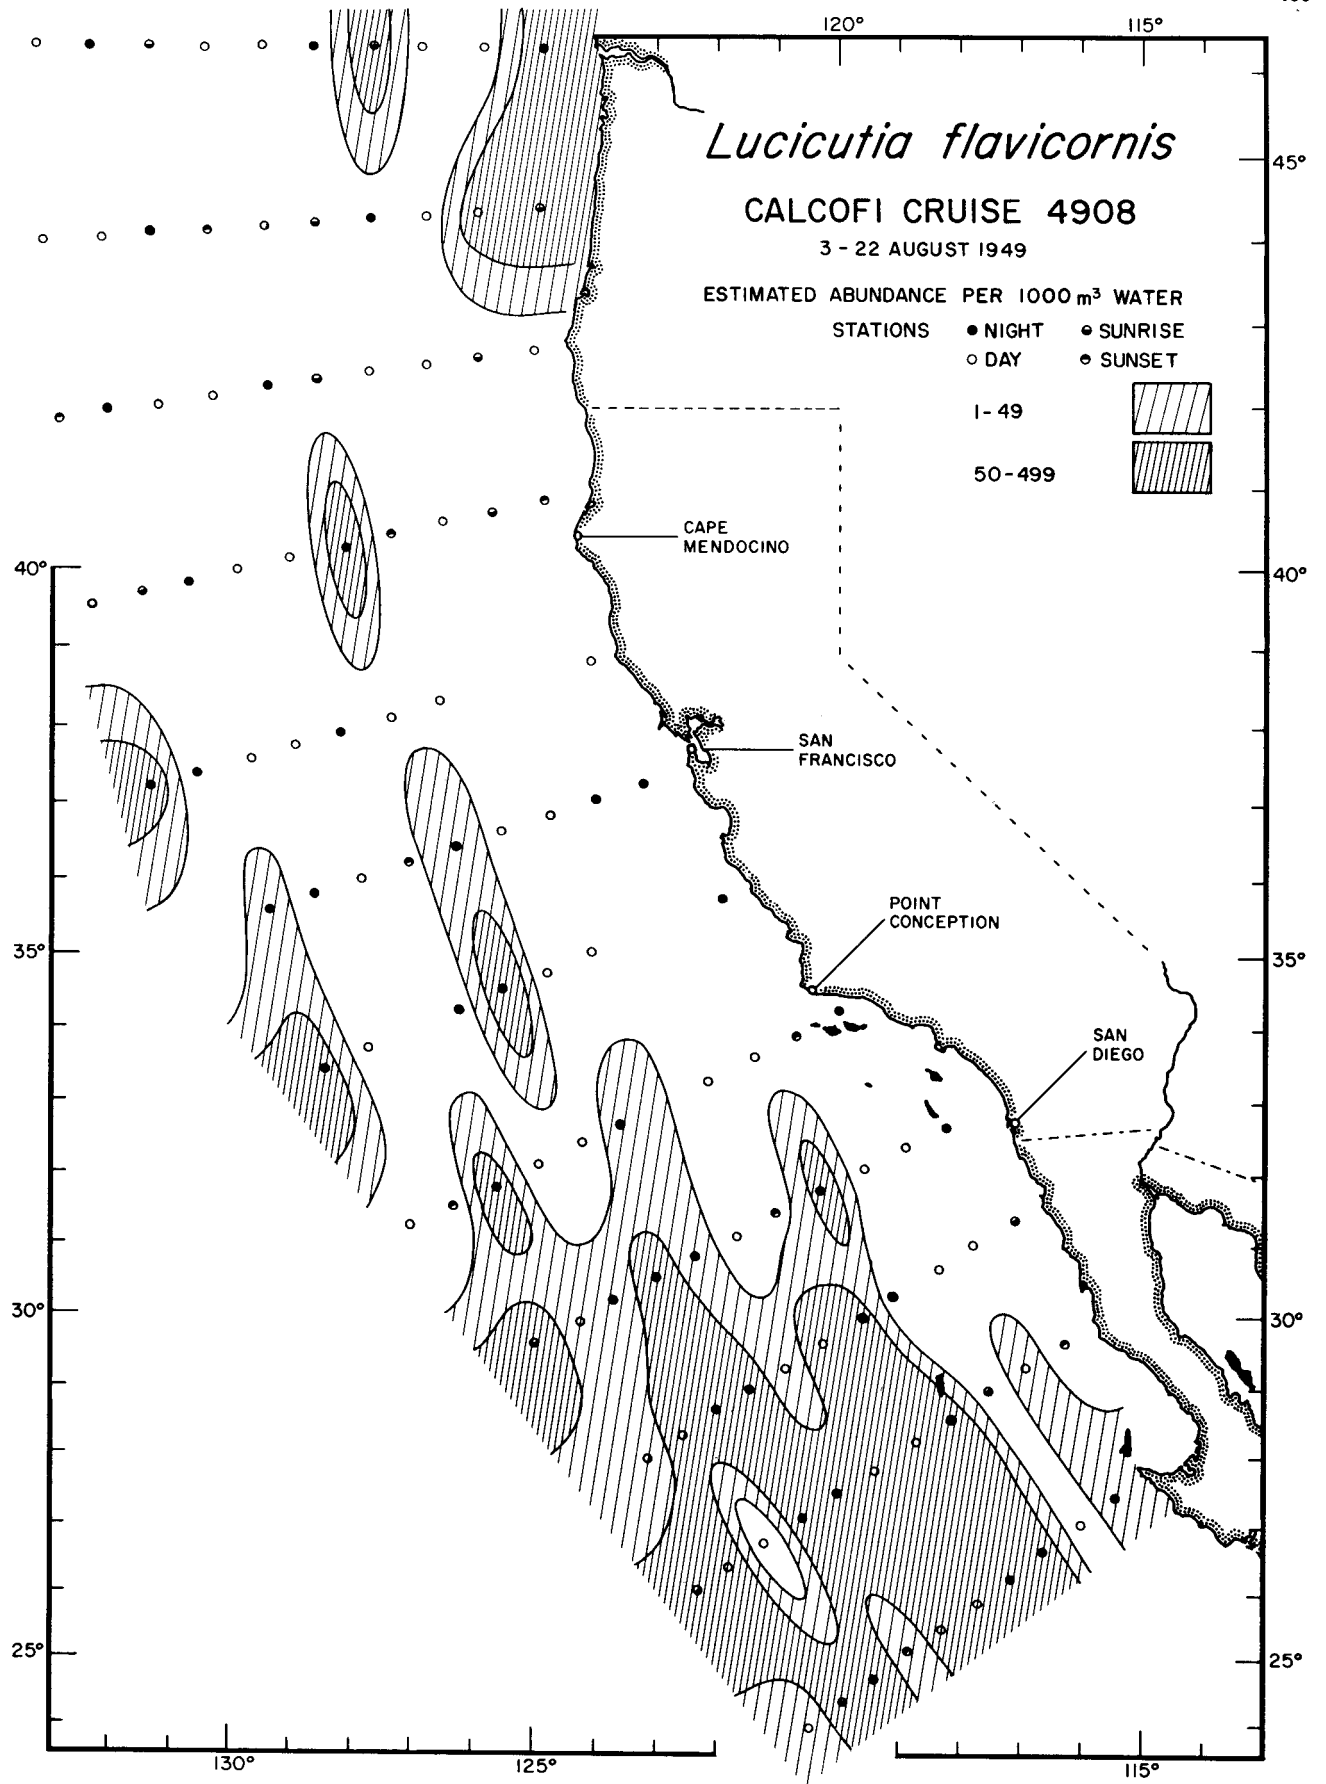 120° 115°
Lucicutia flavicornis
45°
CALCOFI CRUISE 4908
3 - 22 AUGUST 1949
ESTIMATED ABUNDANCE PER 1000 m³ WATER
STATIONS ● NIGHT SUNRISE
○ DAY SUNSET
1-49
50-499
CAPE
MENDOCINO
40° 40°
SAN
FRANCISCO
POINT
CONCEPTION
35° 35°
SAN
DIEGO
30° 30°
25° 25°
130° 125° 115°